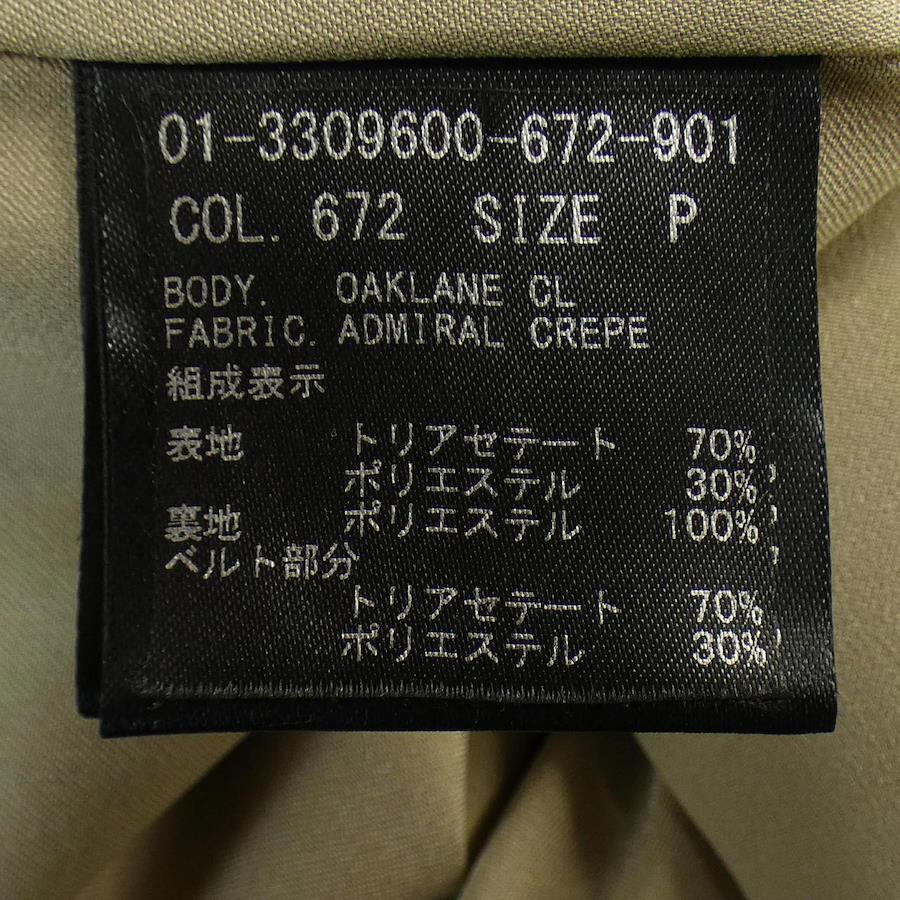 01-3309600-672-901
COL. 672 SIZE P
BODY. OAKLANE CL
FABRIC. ADMIRAL CREPE
組成表示
表地 トリアセテート 70%
ポリエステル 30%,
裏地 ポリエステル 100%,
ベルト部分 ,
トリアセテート 70%
ポリエステル 30%,